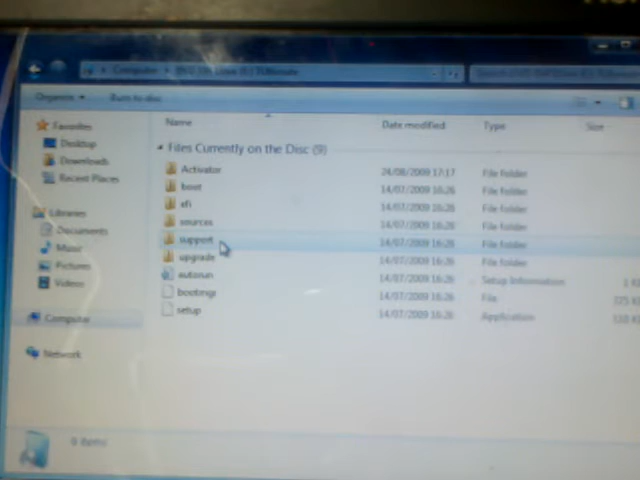 Computer
Organize Burn to disc
Name Date modified Type Size
Favorites
Desktop
Downloads
Recent Places
Libraries
Documents
Music
Pictures
Videos
Computer
Network
Files Currently on the Disc (9)
Activator 24/08/2009 17:17 File folder
boot 14/07/2009 16:26 File folder
efi 14/07/2009 16:26 File folder
sources 14/07/2009 16:26 File folder
support 14/07/2009 16:26 File folder
upgrade 14/07/2009 16:26 File folder
autorun 14/07/2009 16:26 Setup Information
bootmgr 14/07/2009 16:26 File
setup 14/07/2009 16:26 Application
9 items